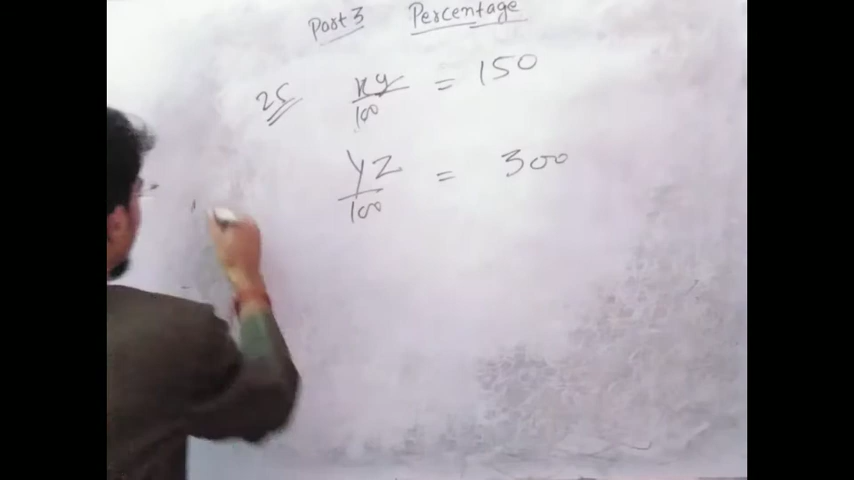 Part 3 Percentage
25 xy/100 = 150
yz/100 = 300